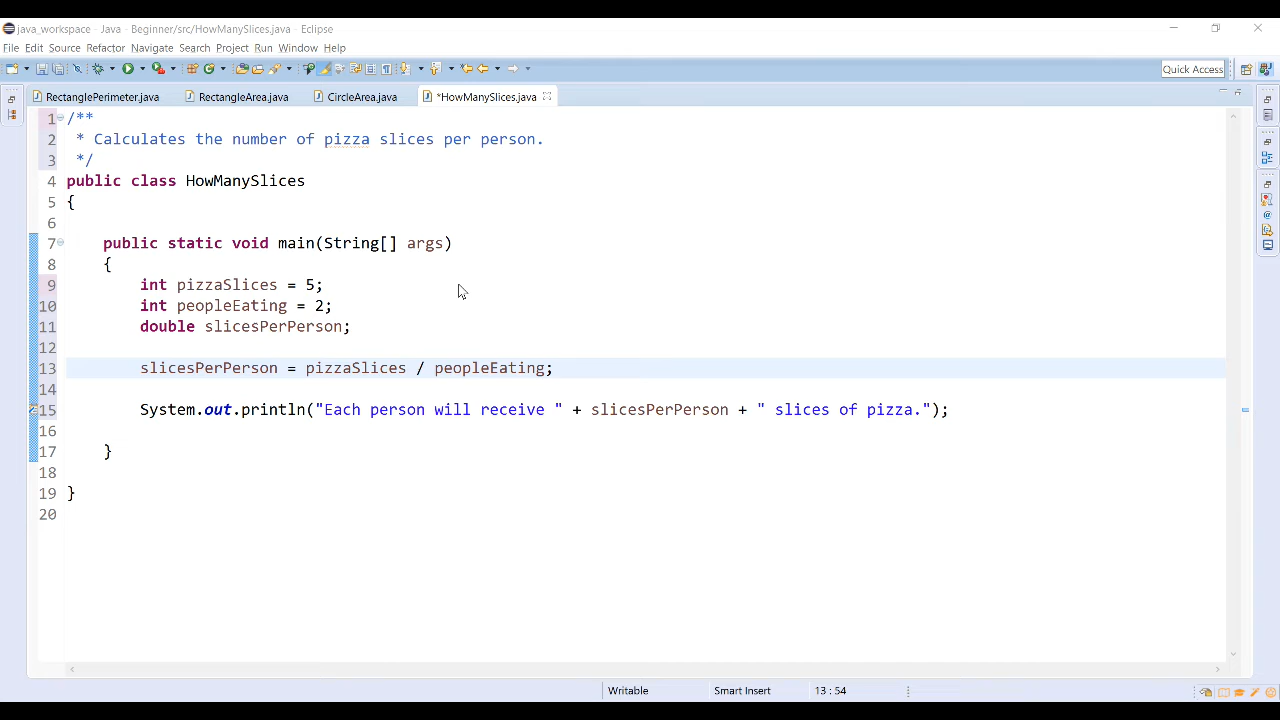 java_workspace - Java - Beginner/src/HowManySlices.java - Eclipse
File Edit Source Refactor Navigate Search Project Run Window Help
Quick Access
RectanglePerimeter.java RectangleArea.java CircleArea.java *HowManySlices.java
1 /**
2  * Calculates the number of pizza slices per person.
3  */
4 public class HowManySlices
5 {
6
7     public static void main(String[] args)
8     {
9         int pizzaSlices = 5;
10         int peopleEating = 2;
11         double slicesPerPerson;
12
13         slicesPerPerson = pizzaSlices / peopleEating;
14
15         System.out.println("Each person will receive " + slicesPerPerson + " slices of pizza.");
16
17     }
18
19 }
20
Writable Smart Insert 13 : 54